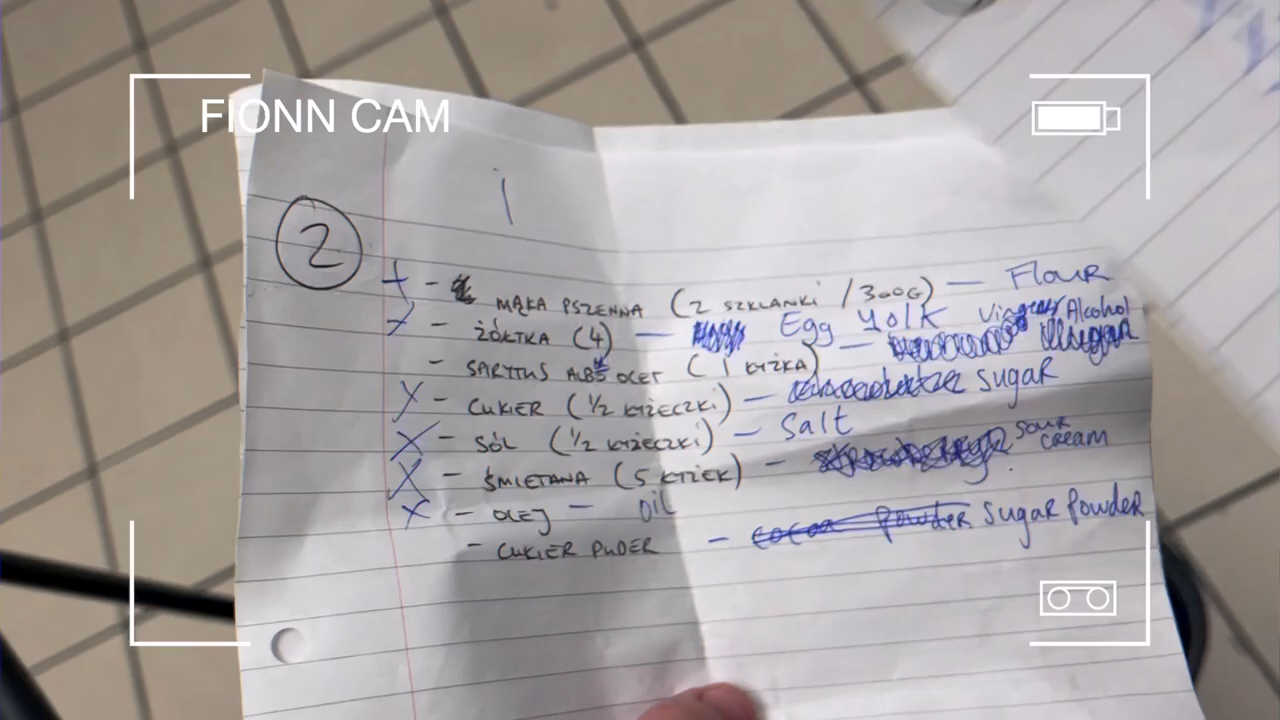 FIONN CAM
1
2
+ - MĄKA PSZENNA (2 SZKLANKI /300G) — FLOUR
+ - ŻÓŁTKA (4) — Egg yolk
- SPIRYTUS ALBO OCET (1 ŁYŻKA) — Vinegar/Alcohol
X - CUKIER (1/2 ŁYŻECZKI) — sugar
X - SÓL (1/2 ŁYŻECZKI) — Salt
X - ŚMIETANA (5 ŁYŻEK) — sour cream
X - OLEJ — oil
- CUKIER PUDER — cocoa powder sugar powder